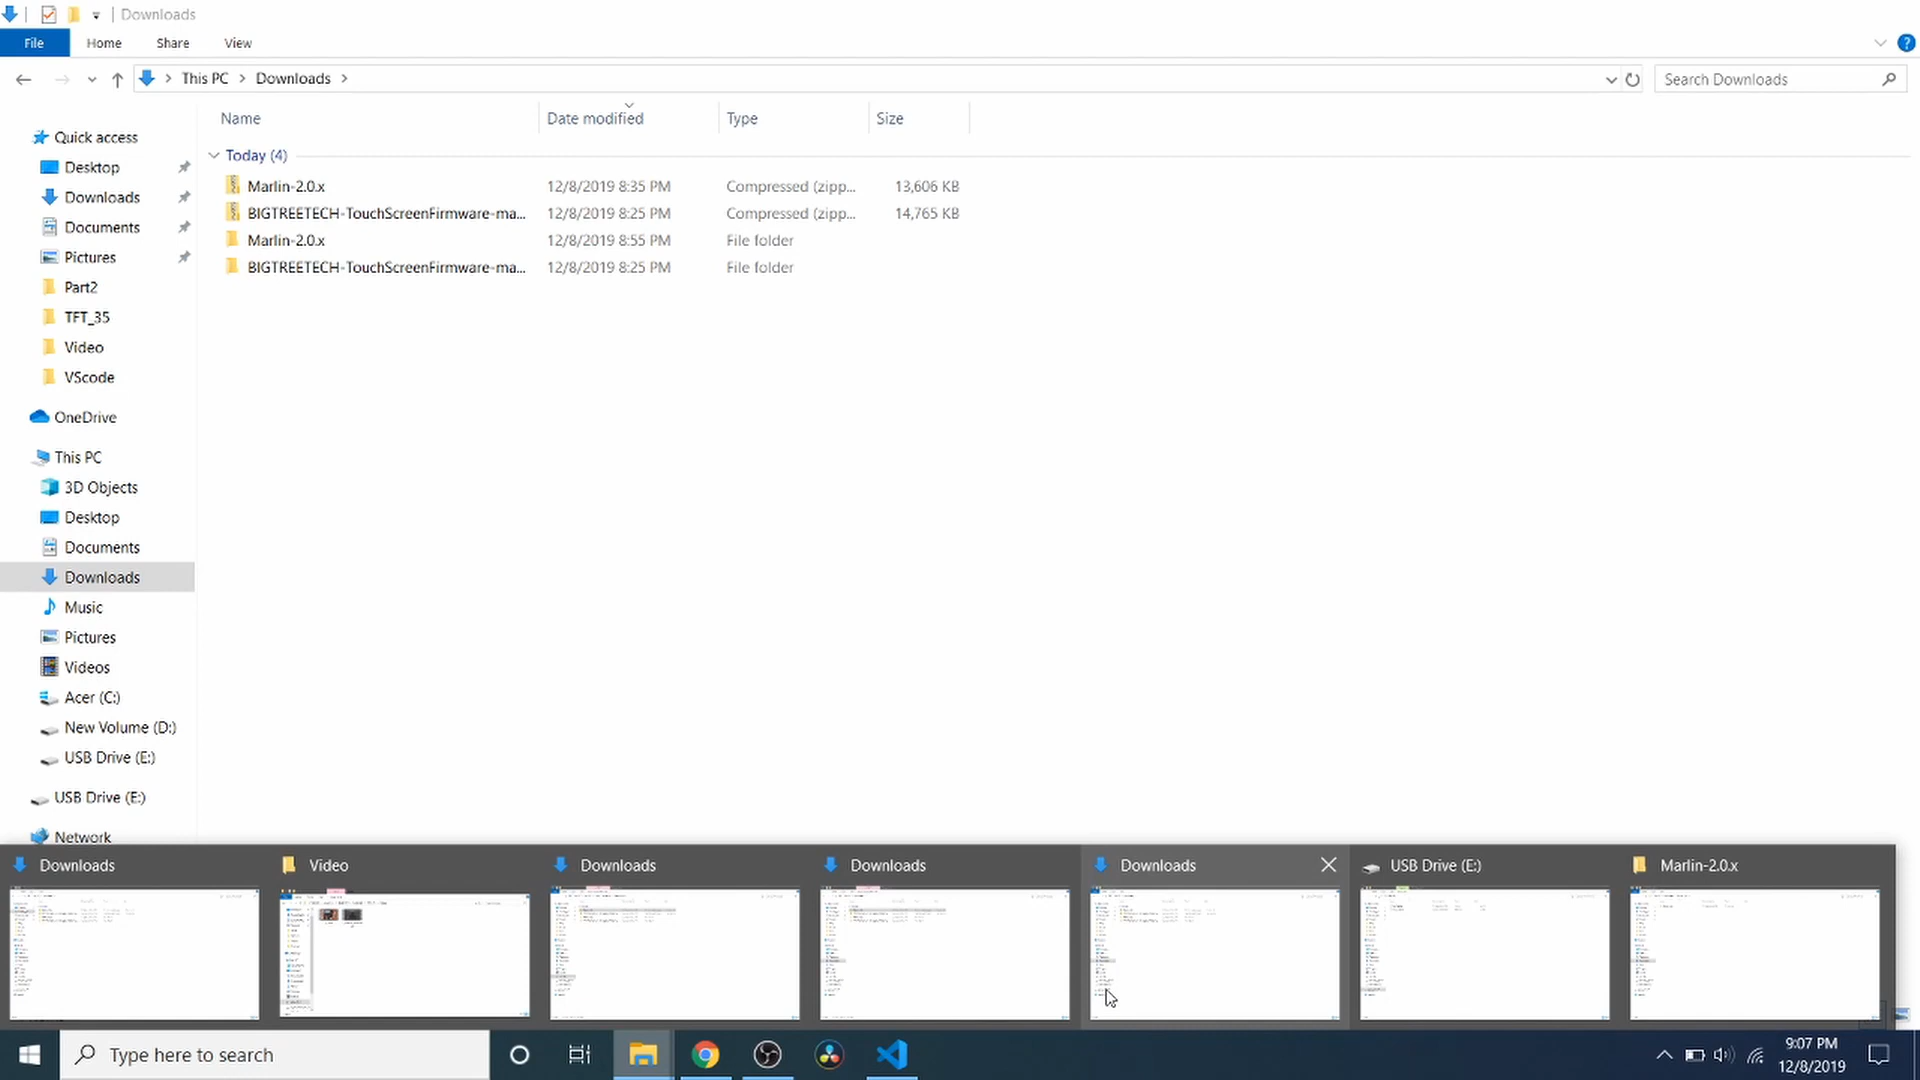 Downloads
File Home Share View
This PC Downloads Search Downloads
Name Date modified Type Size
Today (4)
Marlin-2.0.x 12/8/2019 8:35 PM Compressed (zipp... 13,606 KB
BIGTREETECH-TouchScreenFirmware-ma... 12/8/2019 8:25 PM Compressed (zipp... 14,765 KB
Marlin-2.0.x 12/8/2019 8:55 PM File folder
BIGTREETECH-TouchScreenFirmware-ma... 12/8/2019 8:25 PM File folder
Quick access
Desktop
Downloads
Documents
Pictures
Part2
TFT_35
Video
VScode
OneDrive
This PC
3D Objects
Desktop
Documents
Downloads
Music
Pictures
Videos
Acer (C:)
New Volume (D:)
USB Drive (E:)
USB Drive (E:)
Network
Downloads Video Downloads Downloads Downloads USB Drive (E:) Marlin-2.0.x
Type here to search
9:07 PM
12/8/2019